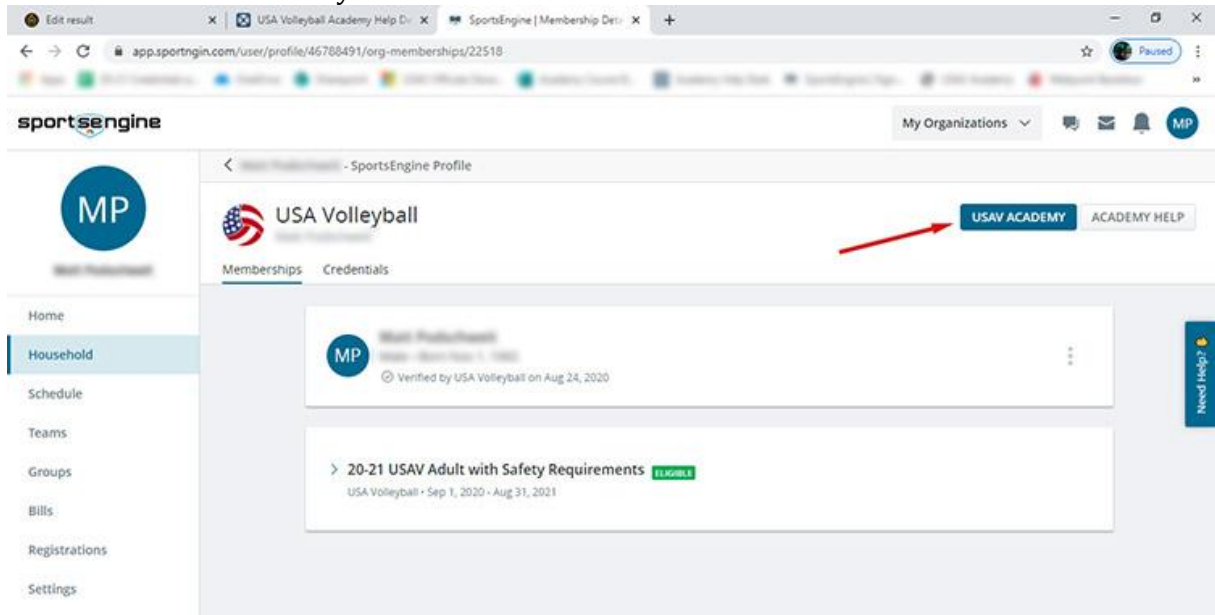 Edit result
USA Volleyball Academy Help De
SportsEngine | Membership Deta
app.sportngin.com/user/profile/46788491/org-memberships/22518
Paused
sportsengine
My Organizations
MP
- SportsEngine Profile
MP
USA Volleyball
USAV ACADEMY
ACADEMY HELP
Memberships Credentials
Home
Household
Schedule
Teams
Groups
Bills
Registrations
Settings
MP
Verified by USA Volleyball on Aug 24, 2020
Need Help?
20-21 USAV Adult with Safety Requirements ELIGIBLE
USA Volleyball • Sep 1, 2020 - Aug 31, 2021